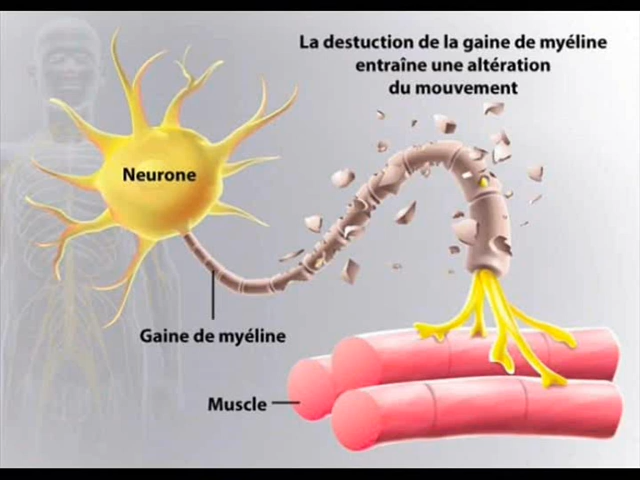 La destuction de la gaine de myéline
entraîne une altération
du mouvement
Neurone
Gaine de myéline
Muscle